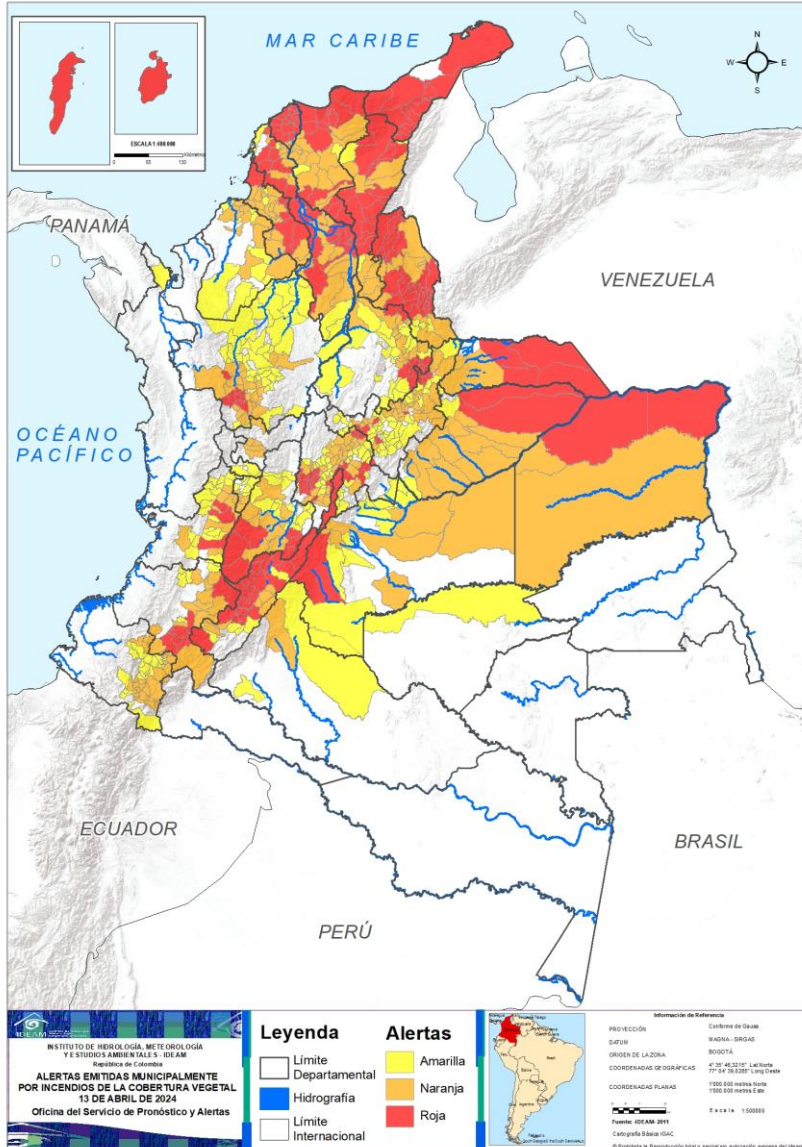 MAR CARIBE
N
W
E
S
ESCALA 1:400.000
PANAMÁ
VENEZUELA
OCÉANO
PACÍFICO
ECUADOR
BRASIL
PERÚ
IDEAM
INSTITUTO DE HIDROLOGÍA, METEOROLOGÍA
Y ESTUDIOS AMBIENTALES - IDEAM
República de Colombia
ALERTAS EMITIDAS MUNICIPALMENTE
POR INCENDIOS DE LA COBERTURA VEGETAL
13 DE ABRIL DE 2024
Oficina del Servicio de Pronóstico y Alertas
Leyenda
Límite
Departamental
Hidrografía
Límite
Internacional
Alertas
Amarilla
Naranja
Roja
Información de Referencia
PROYECCIÓN Conforme de Gauss
DATUM MAGNA - SIRGAS
ORIGEN DE LA ZONA BOGOTÁ
COORDENADAS GEOGRÁFICAS
COORDENADAS PLANAS 1'000.000 metros Norte
1'000.000 metros Este
Fuente: IDEAM- 2011
Cartografía Básica IGAC